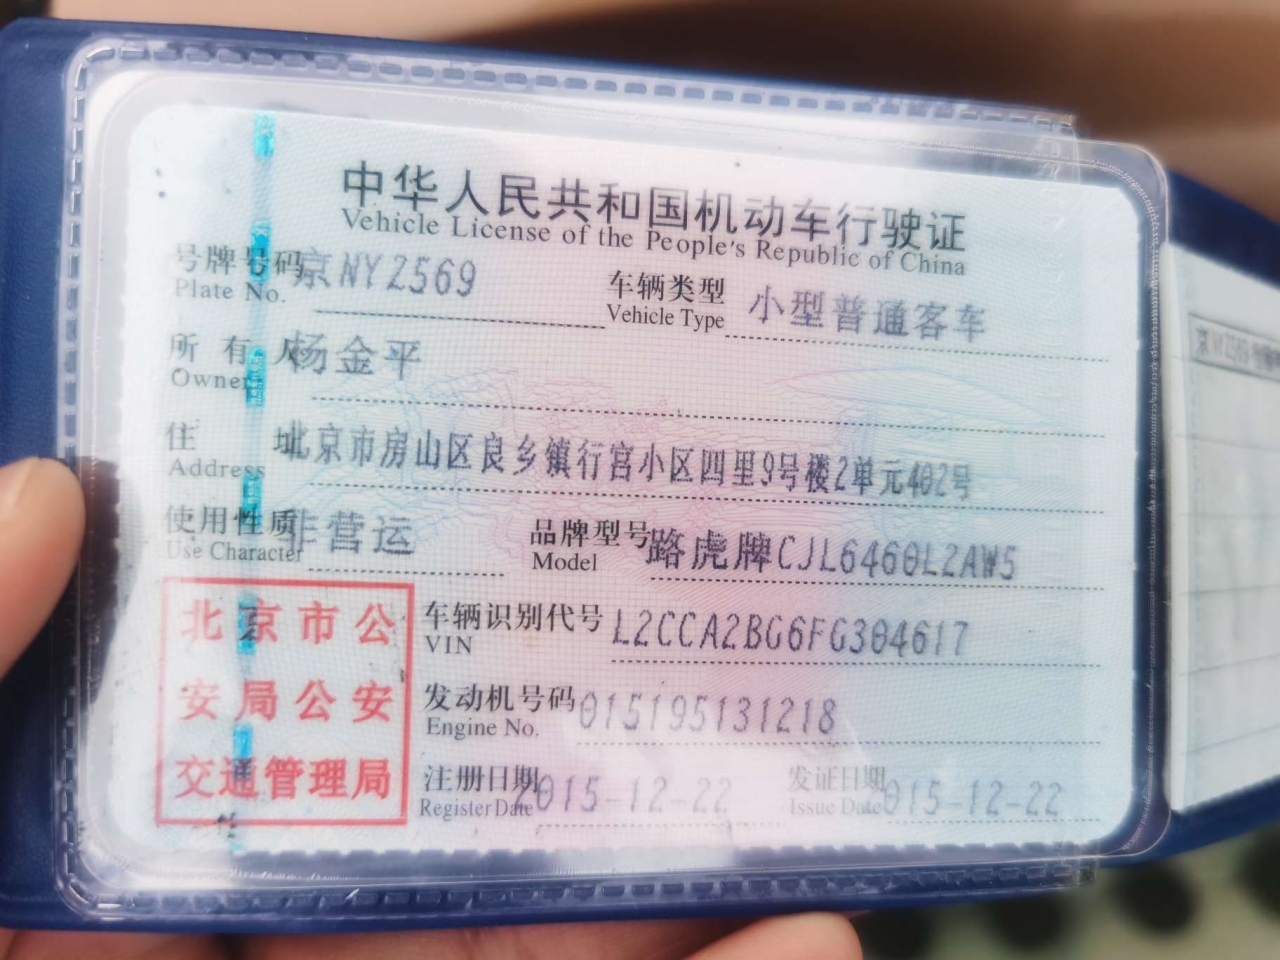 中华人民共和国机动车行驶证
Vehicle License of the People's Republic of China
号牌号码 京NYZ569 车辆类型 小型普通客车
Plate No. Vehicle Type
所有人 杨金平
Owner
住址 北京市房山区良乡镇行宫小区四里9号楼2单元402号
Address
使用性质 非营运 品牌型号 路虎牌CJL6460L2AW5
Use Character Model
北京市公
安局公安
交通管理局
车辆识别代号 L2CCA2BG6FG304617
VIN
发动机号码 015195131218
Engine No.
注册日期 2015-12-22 发证日期 2015-12-22
Register Date Issue Date